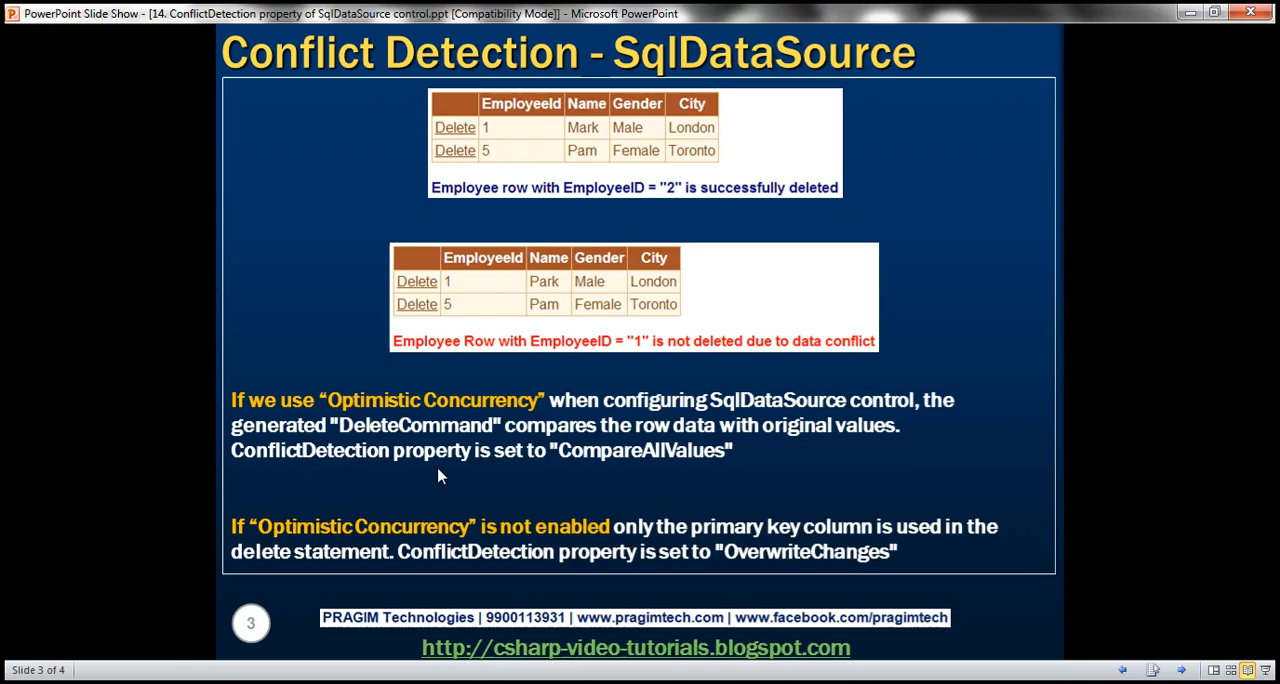 PowerPoint Slide Show - [14. ConflictDetection property of SqlDataSource control.ppt [Compatibility Mode]] - Microsoft PowerPoint
Conflict Detection - SqlDataSource
EmployeeId Name Gender City
Delete 1 Mark Male London
Delete 5 Pam Female Toronto
Employee row with EmployeeID = "2" is successfully deleted
EmployeeId Name Gender City
Delete 1 Park Male London
Delete 5 Pam Female Toronto
Employee Row with EmployeeID = "1" is not deleted due to data conflict
If we use “Optimistic Concurrency” when configuring SqlDataSource control, the
generated "DeleteCommand" compares the row data with original values.
ConflictDetection property is set to "CompareAllValues"
If “Optimistic Concurrency” is not enabled only the primary key column is used in the
delete statement. ConflictDetection property is set to "OverwriteChanges"
3
PRAGIM Technologies | 9900113931 | www.pragimtech.com | www.facebook.com/pragimtech
http://csharp-video-tutorials.blogspot.com
Slide 3 of 4